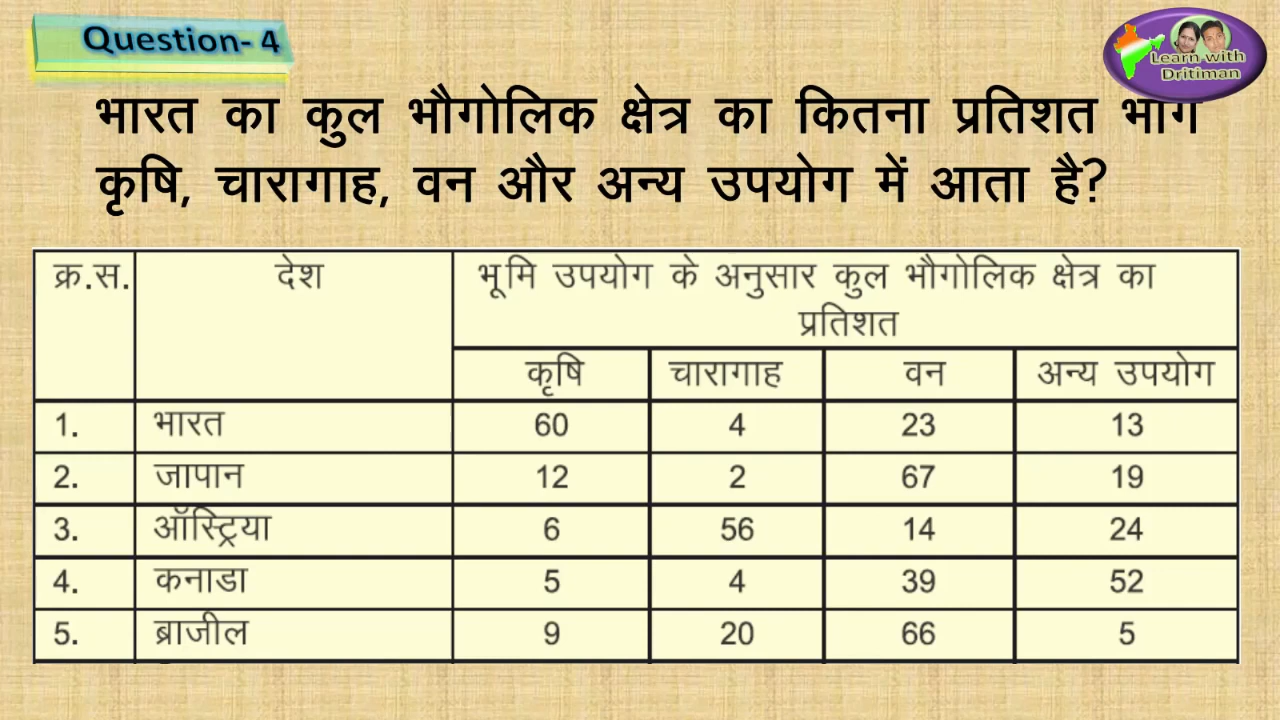 Question- 4
Learn with
Dritiman
भारत का कुल भौगोलिक क्षेत्र का कितना प्रतिशत भाग
कृषि, चारागाह, वन और अन्य उपयोग में आता है?
क्र.स. देश भूमि उपयोग के अनुसार कुल भौगोलिक क्षेत्र का
प्रतिशत
कृषि चारागाह वन अन्य उपयोग
1. भारत 60 4 23 13
2. जापान 12 2 67 19
3. ऑस्ट्रिया 6 56 14 24
4. कनाडा 5 4 39 52
5. ब्राजील 9 20 66 5